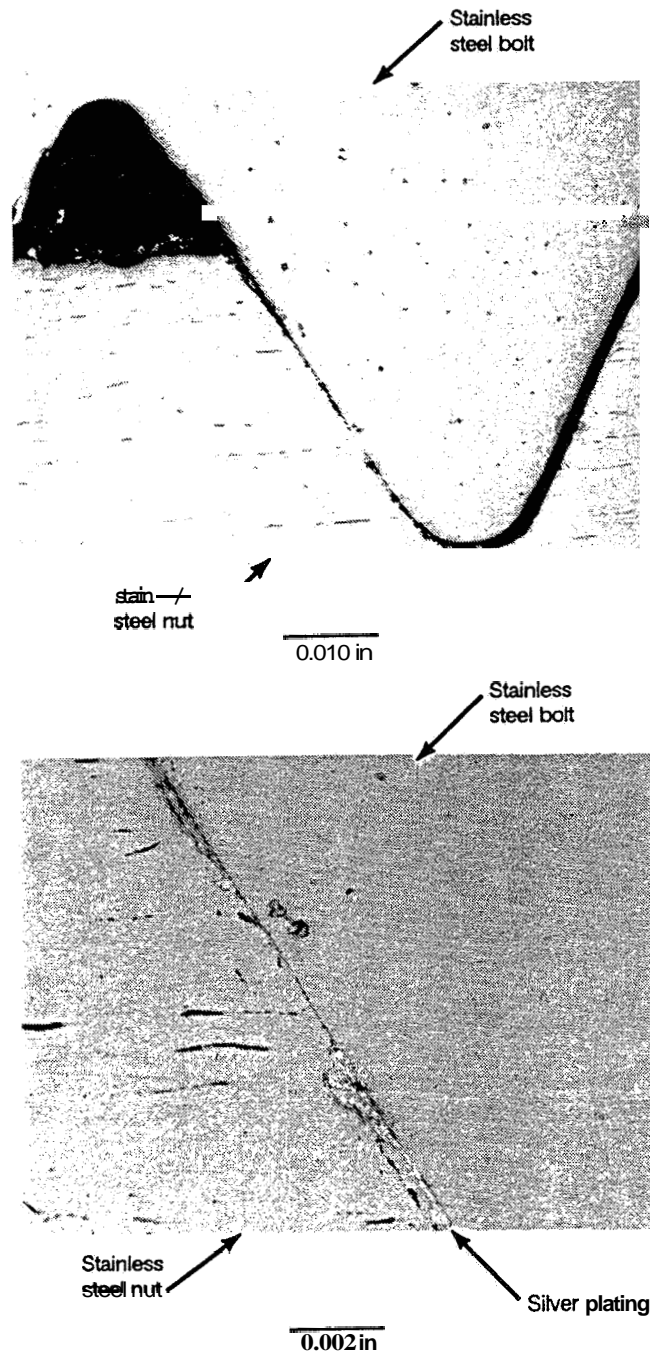 Stainless
steel bolt
stain
steel nut
0.010 in
Stainless
steel bolt
Stainless
steel nut
Silver plating
0.002 in